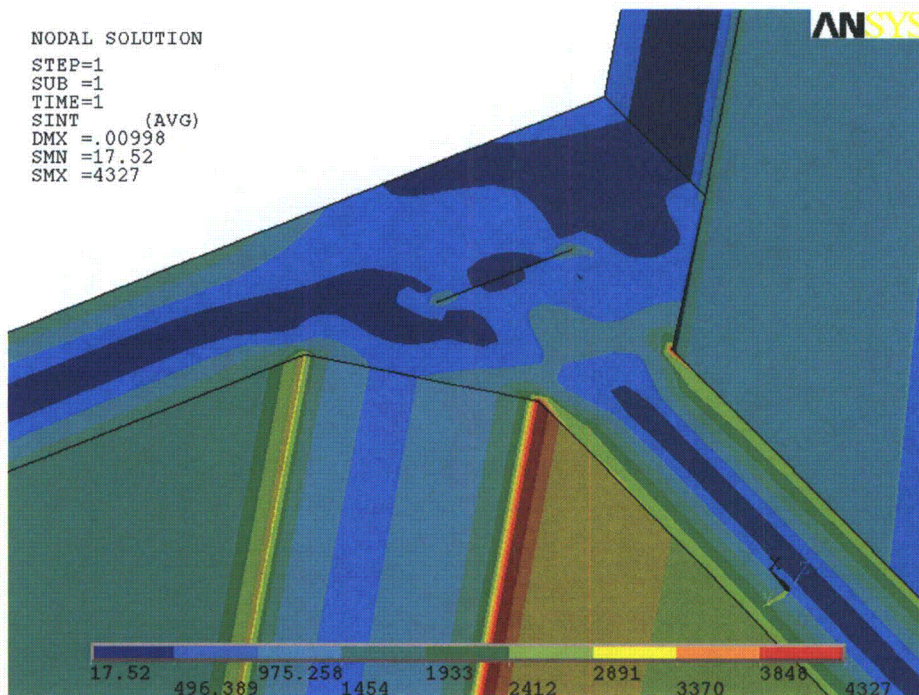 ANSYS
NODAL SOLUTION
STEP=1
SUB =1
TIME=1
SINT (AVG)
DMX =.00998
SMN =17.52
SMX =4327
17.52 975.258 1933 2891 3848
496.389 1454 2412 3370 4327